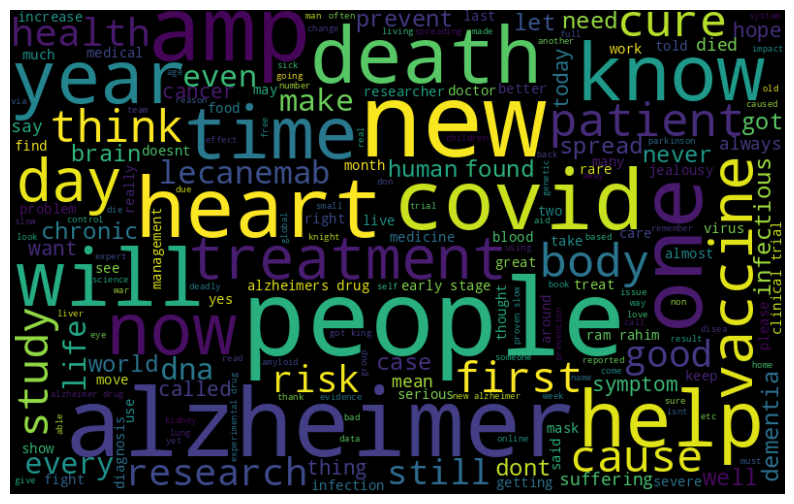 increase
much
health
amp
man often
spreading
made
living
change
prevent
last
another
let
full
need
cure
hope
system
impact
medical
cancer
year
even
death
today
work
told
died
know
age
sick
going
number
may
researcher
doctor
better
say
via
team
reason
food
make
time
new
patient
got
old
caused
find
think
brain
doesnt
effect
free
real
children
spread
never
always
parkinson
really
lecanemab
month
human
found
back
genetic
many
rare
jealousy
day
heart
due
don
small
trial
covid
two
aid
based
care
virus
one
vaccine
infectious
clinical trial
problem
slow
die
control
chronic
right
live
medicine
blood
take
remember
almost
look
expert
management
global
knight
using
want
treatment
great
book
issue
way
non
body
please
see
science
war
deadly
will
yes
alzheimers drug
self
early stage
thought
treat
love
call
study
life
liver
eye
now
people
got king
proven slow
around
ram rahim
result
disea
good
world
dna
read
amyloid
group
case
someone
prevention
reported
name
come
keep
home
move
called
risk
mean
first
symptom
dementia
alzheimer drug
alzheimer
thank
evidence
serious
new alzheimer
week
help
sure
isnt
etc
show
able
use
kidney
experimental drug
bad
mask
said
cause
every
diagnosis
lung
yet
thing
data
online
must
give
fight
research
infection
still
dont
getting
suffering
severe
well